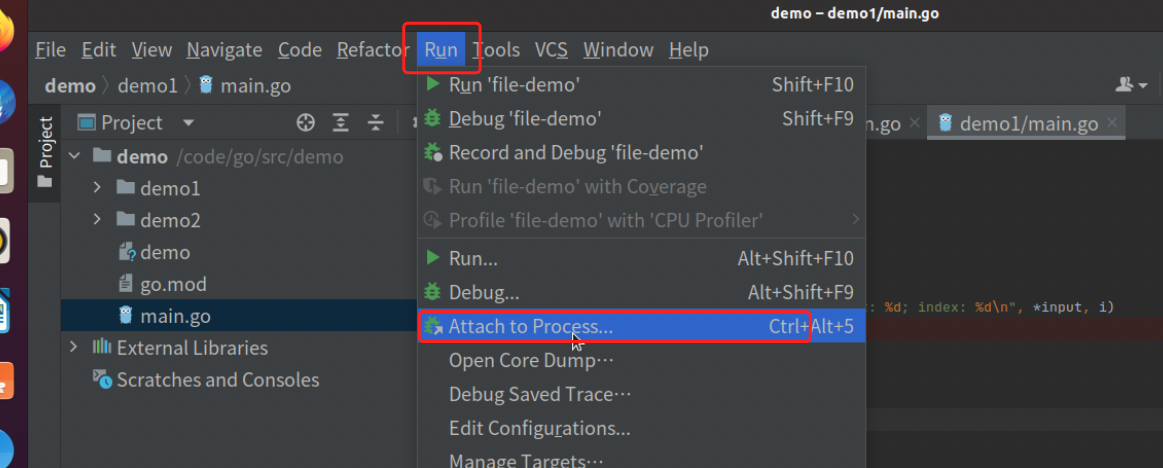 demo – demo1/main.go
File Edit View Navigate Code Refactor Run Tools VCS Window Help
demo demo1 main.go
Project
Project
n.go demo1/main.go
demo /code/go/src/demo
demo1
demo2
demo
go.mod
main.go
External Libraries
Scratches and Consoles
Run 'file-demo' Shift+F10
Debug 'file-demo' Shift+F9
Record and Debug 'file-demo'
Run 'file-demo' with Coverage
Profile 'file-demo' with 'CPU Profiler'
Run... Alt+Shift+F10
Debug... Alt+Shift+F9
Attach to Process... Ctrl+Alt+5
Open Core Dump···
Debug Saved Trace···
Edit Configurations...
Manage Targets···
: %d; index: %d\n", *input, i)